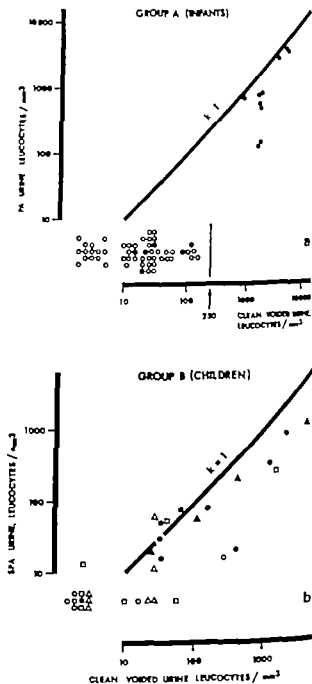 GROUP A (INFANTS)
10.000
1000
100
10
PA URINE, LEUCOCYTES/mm3
k 1
a
10
100
230
1000
10000
CLEAN VOIDED URINE,
LEUCOCYTES/mm3
GROUP B (CHILDREN)
1000
100
10
SPA URINE, LEUCOCYTES/mm3
k = 1
b
10
100
1000
CLEAN VOIDED URINE LEUCOCYTES/mm3